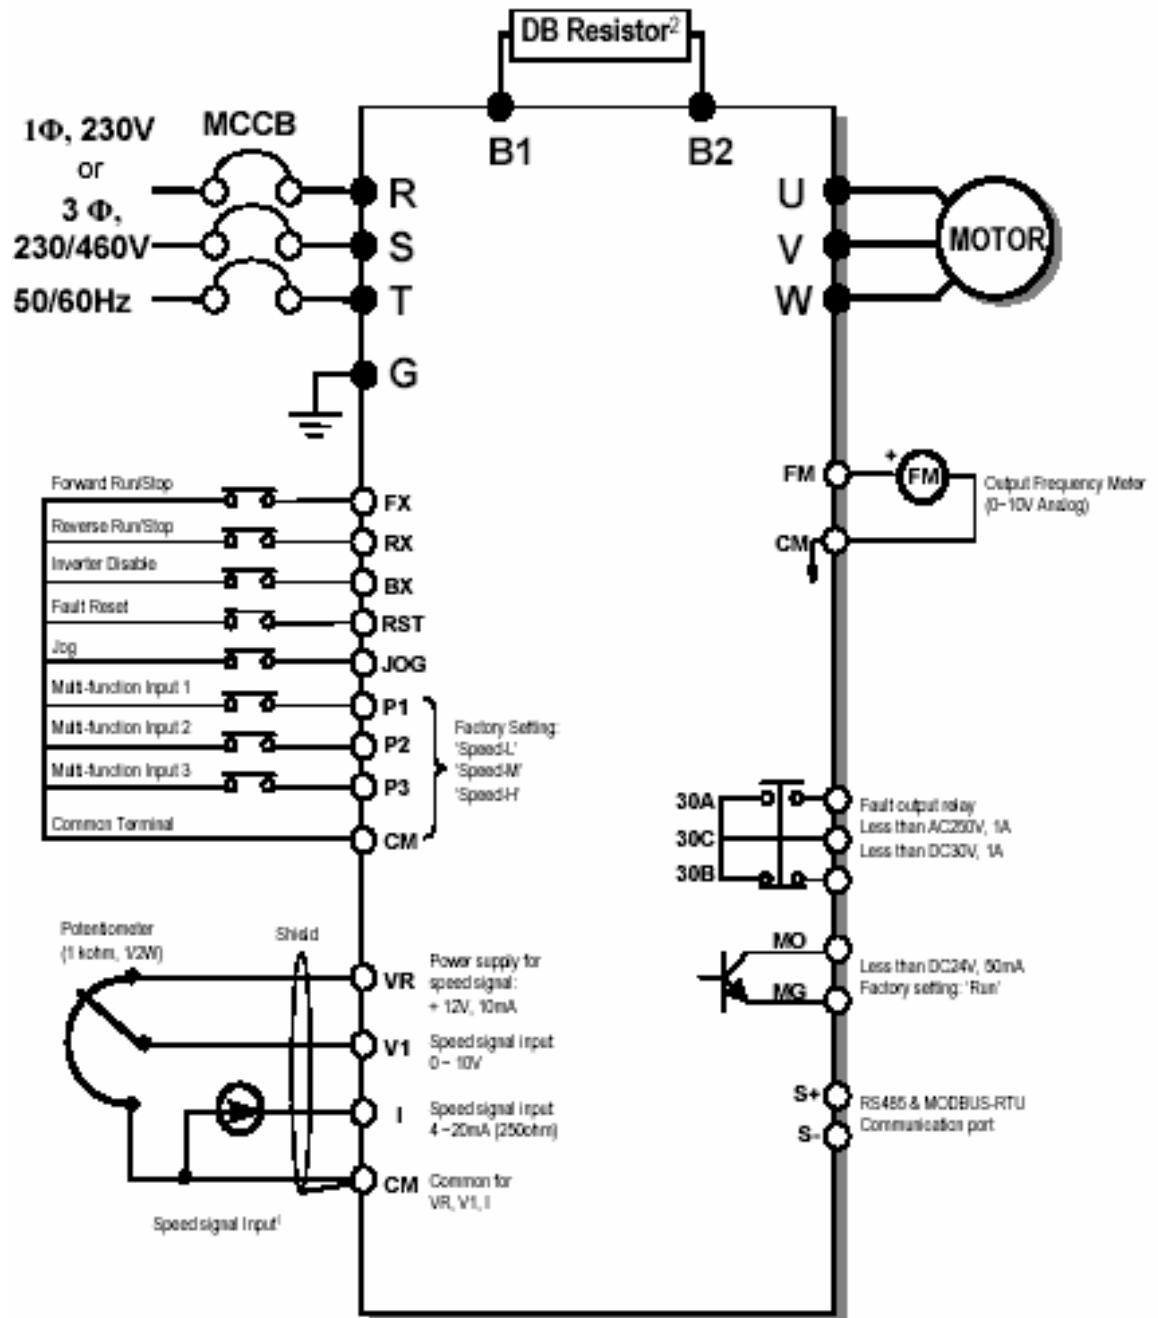 DB Resistor2
B1
B2
1Φ, 230V
or
3 Φ,
230/460V
50/60Hz
MCCB
R
S
T
G
U
V
W
MOTOR
Forward Run/Stop
FX
Reverse Run/Stop
RX
Inverter Disable
BX
Fault Reset
RST
Jog
JOG
Multi-function Input 1
P1
Multi-function Input 2
P2
Multi-function Input 3
P3
Common Terminal
CM
Factory Setting:
'Speed-L'
'Speed-M'
'Speed-H'
FM
+
FM
Output Frequency Meter
(0~10V Analog)
CM
30A
30C
30B
Fault output relay
Less than AC250V, 1A
Less than DC30V, 1A
MO
MG
Less than DC24V, 50mA
Factory setting: 'Run'
S+
S-
RS485 & MODBUS-RTU
Communication port
Potentiometer
(1 kohm, 1/2W)
Shield
VR
Power supply for
speed signal:
+ 12V, 10mA
V1
Speed signal input
0 ~ 10V
I
Speed signal input
4 ~20mA (250ohm)
CM
Common for
VR, V1, I
Speed signal Input1